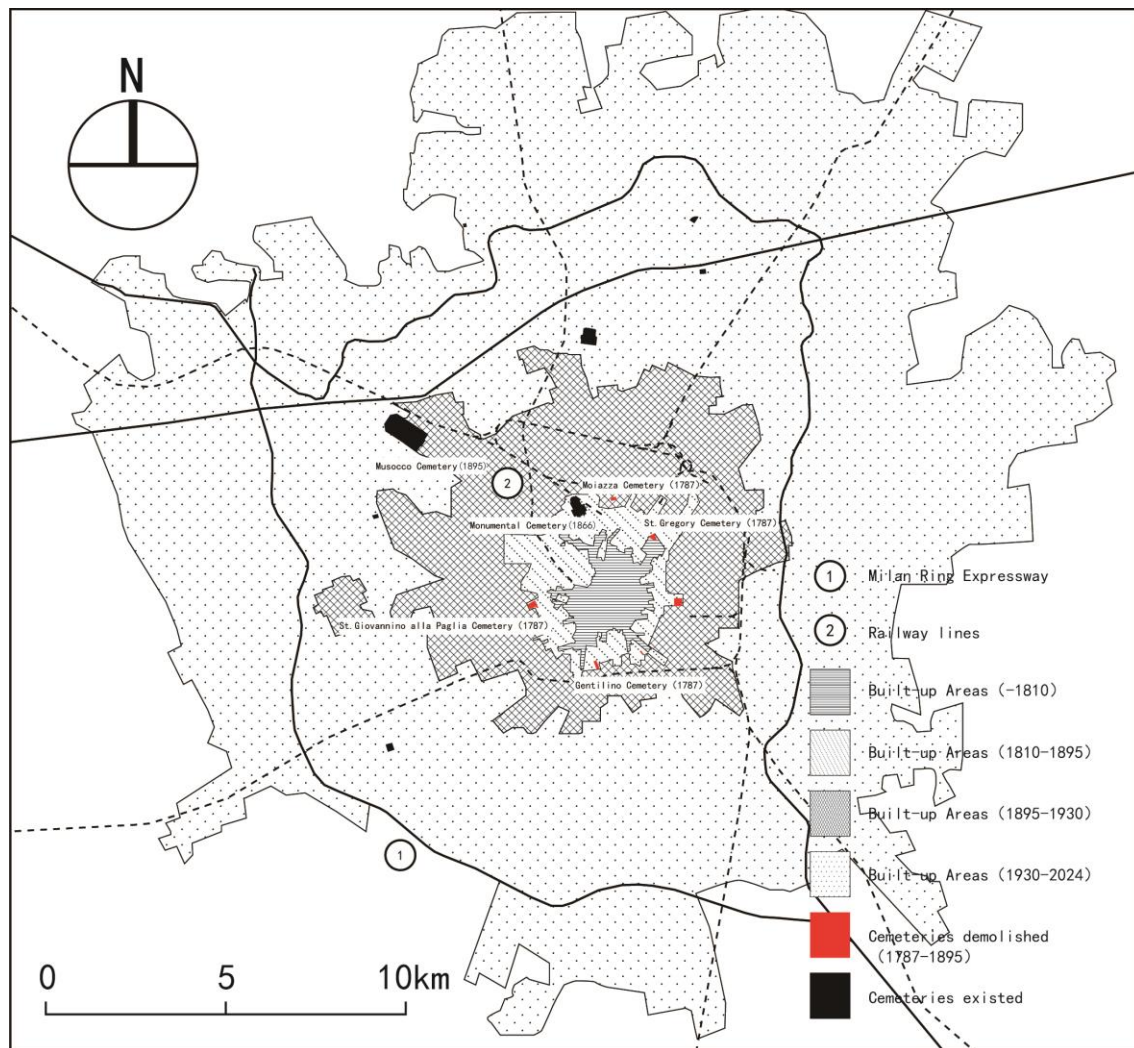 N
Musocco Cemetery(1895)
2
Moiazza Cemetery (1787)
Monumental Cemetery(1866)
St.Gregory Cemetery (1787)
St.Giovannino alla Paglia Cemetery (1787)
Gentilino Cemetery (1787)
1
1 Milan Ring Expressway
2 Railway lines
Built-up Areas (-1810)
Built-up Areas (1810-1895)
Built-up Areas (1895-1930)
Built-up Areas (1930-2024)
Cemeteries demolished
(1787-1895)
Cemeteries existed
0 5 10km